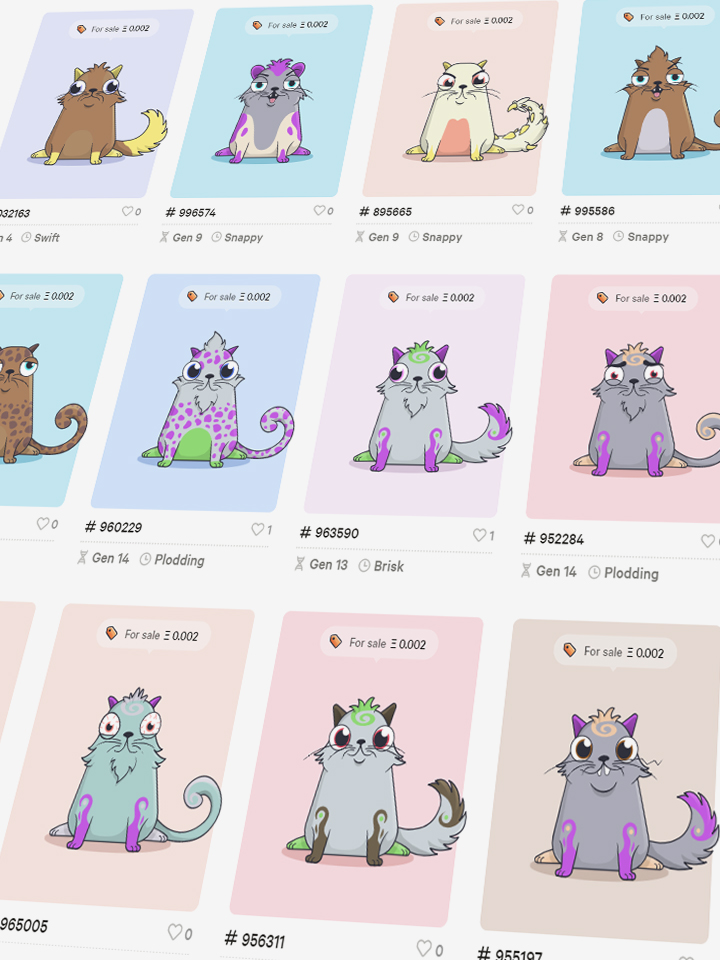 For sale Ξ 0.002
For sale Ξ 0.002
For sale Ξ 0.002
For sale Ξ 0.002
032163 0
# 996574 0
# 895665 0
# 995586
4 Swift
Gen 9 Snappy
Gen 9 Snappy
Gen 8 Snappy
For sale Ξ 0.002
For sale Ξ 0.002
For sale Ξ 0.002
For sale Ξ 0.002
0
# 960229 1
# 963590 1
# 952284
Gen 14 Plodding
Gen 13 Brisk
Gen 14 Plodding
For sale Ξ 0.002
For sale Ξ 0.002
For sale Ξ 0.002
965005 0
# 956311 0
# 955197